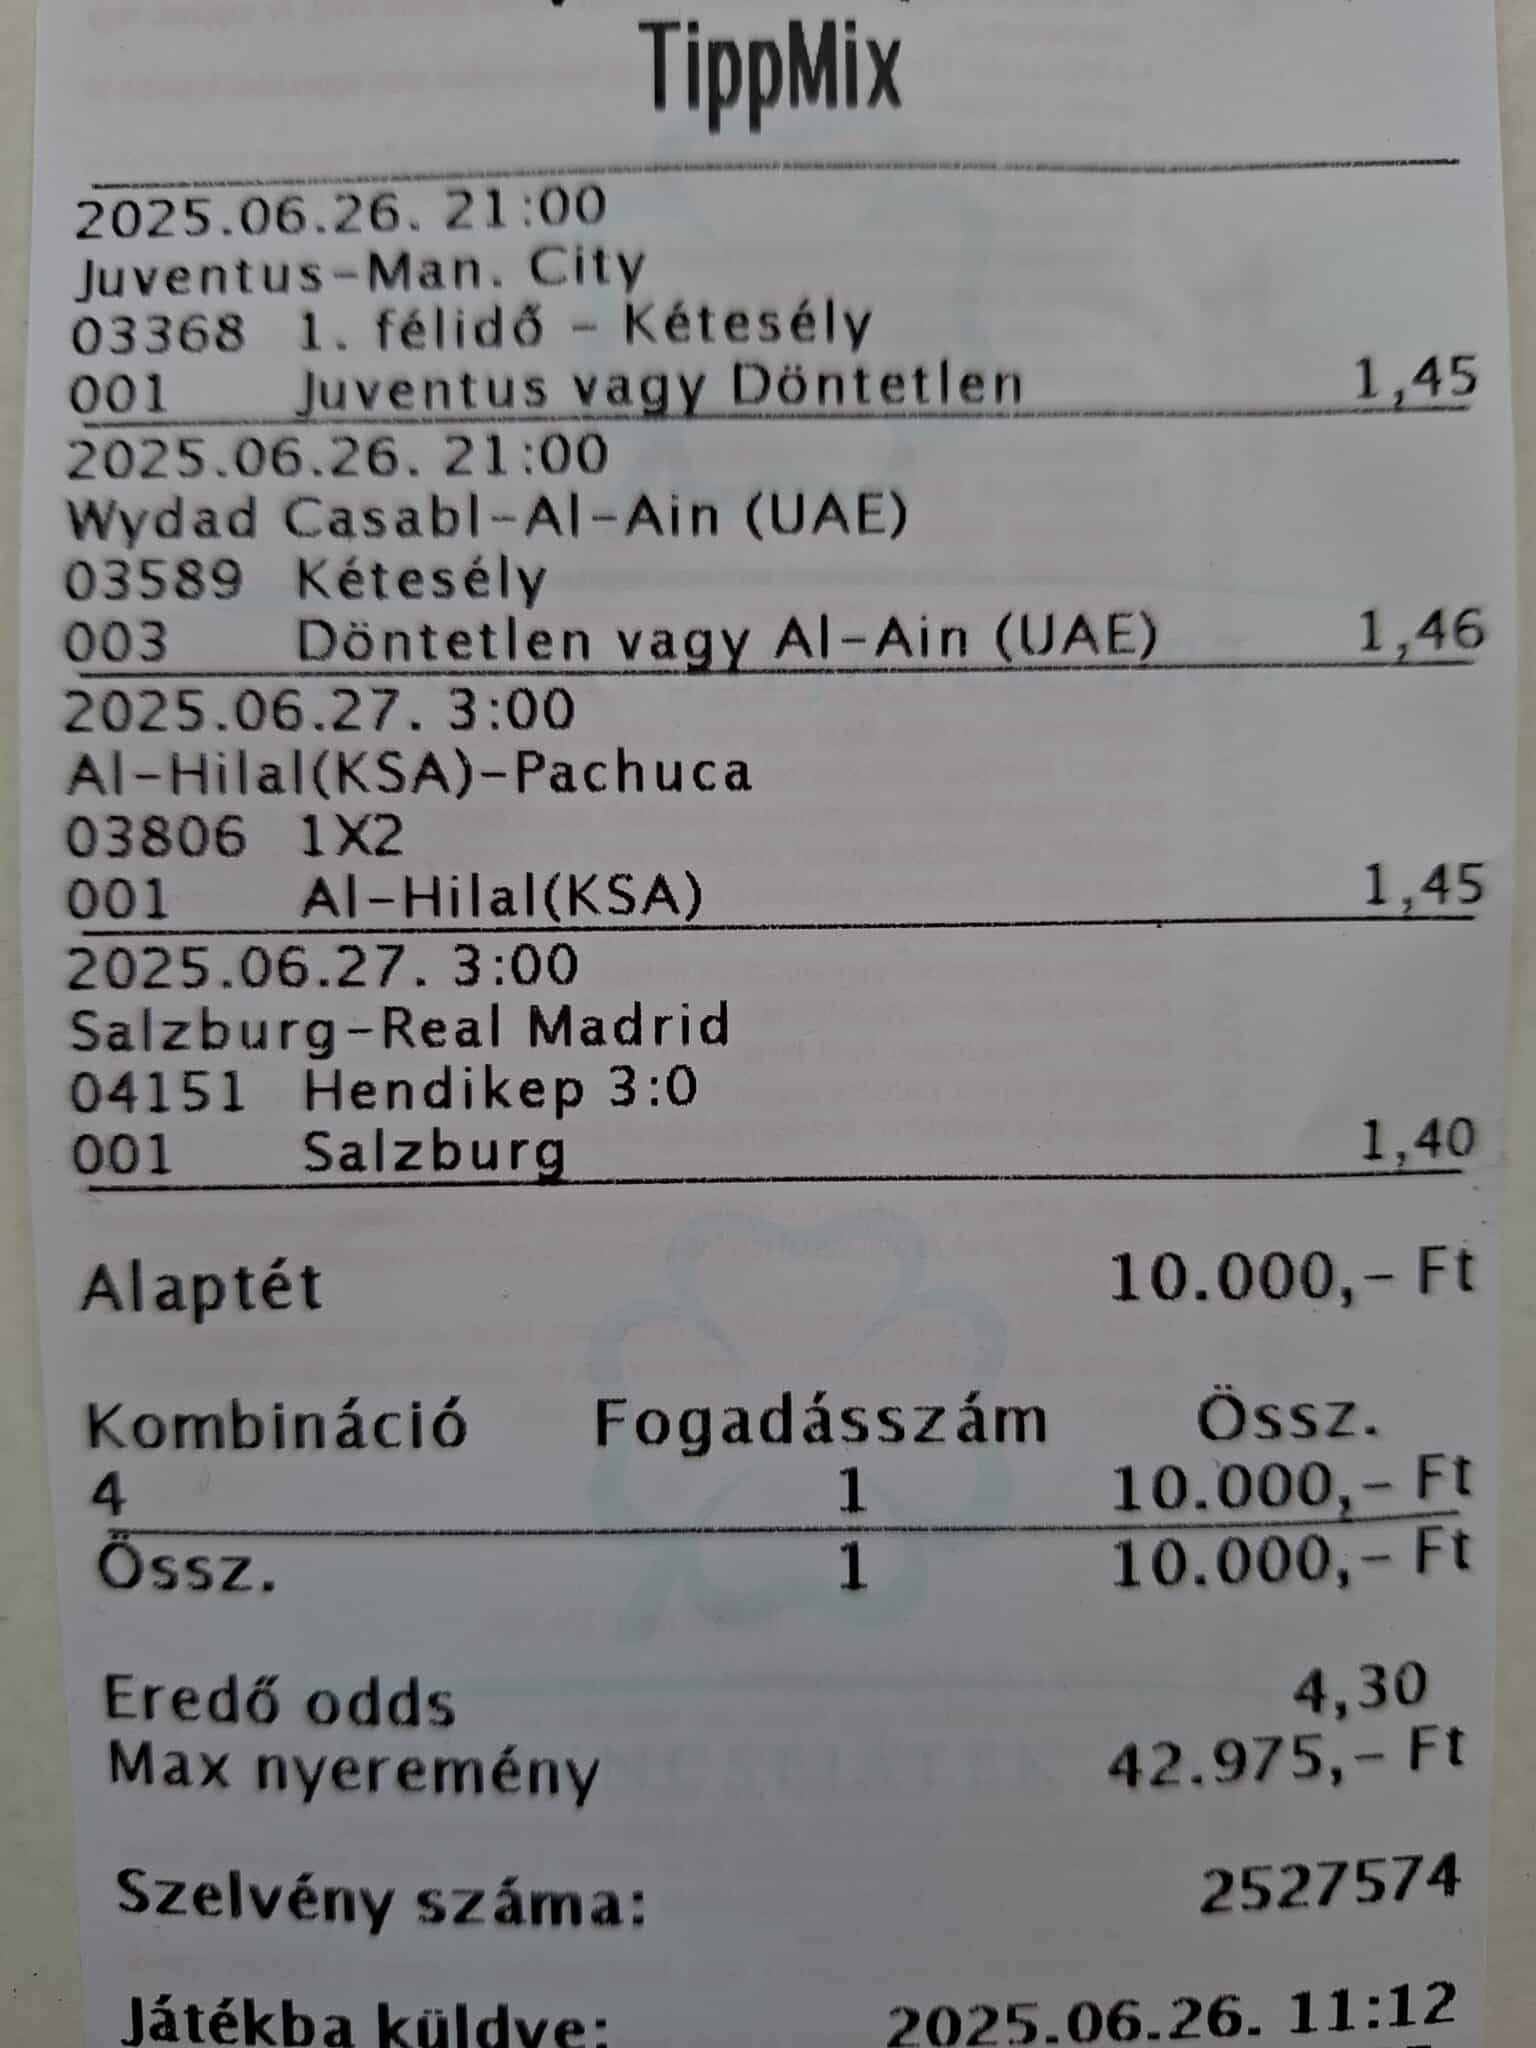 TippMix
2025.06.26. 21:00
Juventus-Man. City
03368 1. félidő - Kétesély
001 Juventus vagy Döntetlen 1,45
2025.06.26. 21:00
Wydad Casabl-Al-Ain (UAE)
03589 Kétesély
003 Döntetlen vagy Al-Ain (UAE) 1,46
2025.06.27. 3:00
Al-Hilal(KSA)-Pachuca
03806 1X2
001 Al-Hilal(KSA) 1,45
2025.06.27. 3:00
Salzburg-Real Madrid
04151 Hendikep 3:0
001 Salzburg 1,40
Alaptét 10.000,- Ft
Kombináció Fogadásszám Össz.
4 1 10.000,- Ft
Össz. 1 10.000,- Ft
Eredő odds 4,30
Max nyeremény 42.975,- Ft
Szelvény száma: 2527574
Játékba küldve: 2025.06.26. 11:12